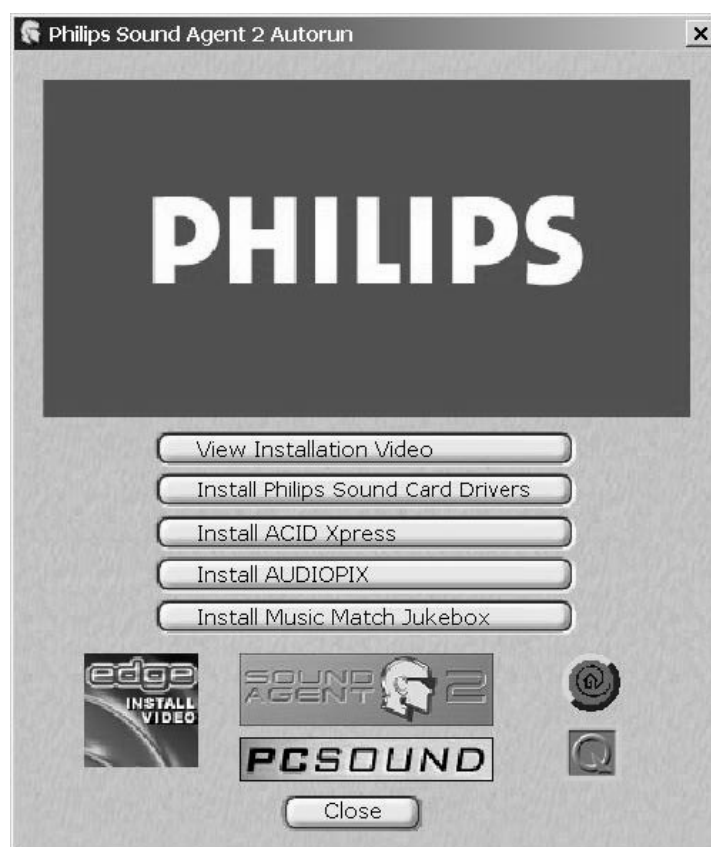 Philips Sound Agent 2 Autorun
PHILIPS
View Installation Video
Install Philips Sound Card Drivers
Install ACID Xpress
Install AUDIOPIX
Install Music Match Jukebox
edge
INSTALL
VIDEO
SOUND
AGENT 2
PCSOUND
Q
Close